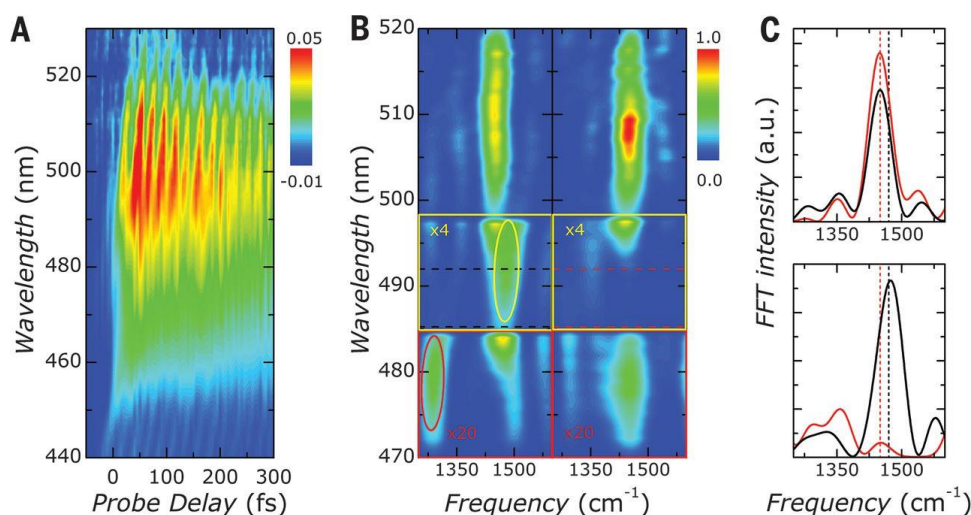 A
B
C
520
500
480
460
440
Wavelength (nm)
0
100
200
300
Probe Delay (fs)
0.05
-0.01
520
510
500
490
480
470
Wavelength (nm)
x4
x4
x20
x20
1350
1500
1350
1500
Frequency (cm⁻¹)
1.0
0.0
FFT intensity (a.u.)
1350
1500
1350
1500
Frequency (cm⁻¹)